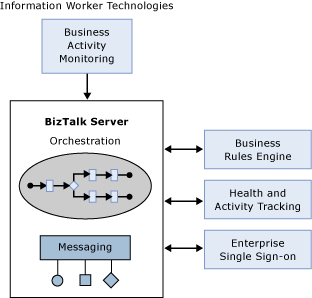 Information Worker Technologies
Business
Activity
Monitoring
BizTalk Server
Orchestration
Messaging
Business
Rules Engine
Health and
Activity Tracking
Enterprise
Single Sign-on